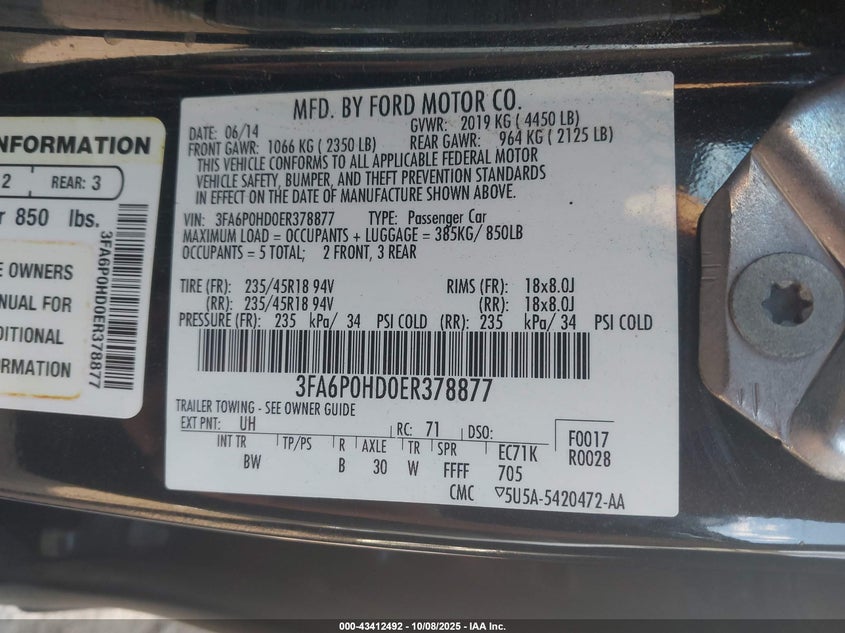 NFORMATION
2 REAR: 3
r 850 lbs.
E OWNERS
ANUAL FOR
DITIONAL
ORMATION
3FA6P0HD0ER378877
MFD. BY FORD MOTOR CO.
DATE: 06/14 GVWR: 2019 KG ( 4450 LB)
FRONT GAWR: 1066 KG ( 2350 LB) REAR GAWR: 964 KG ( 2125 LB)
THIS VEHICLE CONFORMS TO ALL APPLICABLE FEDERAL MOTOR
VEHICLE SAFETY, BUMPER, AND THEFT PREVENTION STANDARDS
IN EFFECT ON THE DATE OF MANUFACTURE SHOWN ABOVE.
VIN: 3FA6P0HD0ER378877 TYPE: Passenger Car
MAXIMUM LOAD = OCCUPANTS + LUGGAGE = 385KG/ 850LB
OCCUPANTS = 5 TOTAL; 2 FRONT, 3 REAR
TIRE (FR): 235/45R18 94V RIMS (FR): 18x8.0J
(RR): 235/45R18 94V (RR): 18x8.0J
PRESSURE (FR): 235 kPa/ 34 PSI COLD (RR): 235 kPa/ 34 PSI COLD
3FA6P0HD0ER378877
TRAILER TOWING - SEE OWNER GUIDE
EXT PNT: UH RC: 71 DSO: F0017
INT TR TP/PS R AXLE TR SPR EC71K R0028
BW B 30 W FFFF 705
CMC ▽5U5A-5420472-AA
000-43412492 - 10/08/2025 - IAA Inc.